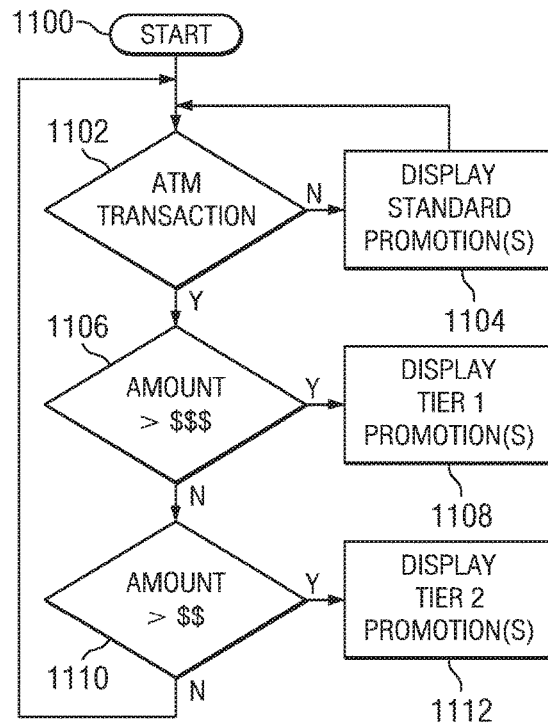 1100
START
1102
ATM
TRANSACTION
N
DISPLAY
STANDARD
PROMOTION(S)
1104
Y
1106
AMOUNT
> $$$
Y
DISPLAY
TIER 1
PROMOTION(S)
1108
N
AMOUNT
> $$
Y
DISPLAY
TIER 2
PROMOTION(S)
1110
N
1112